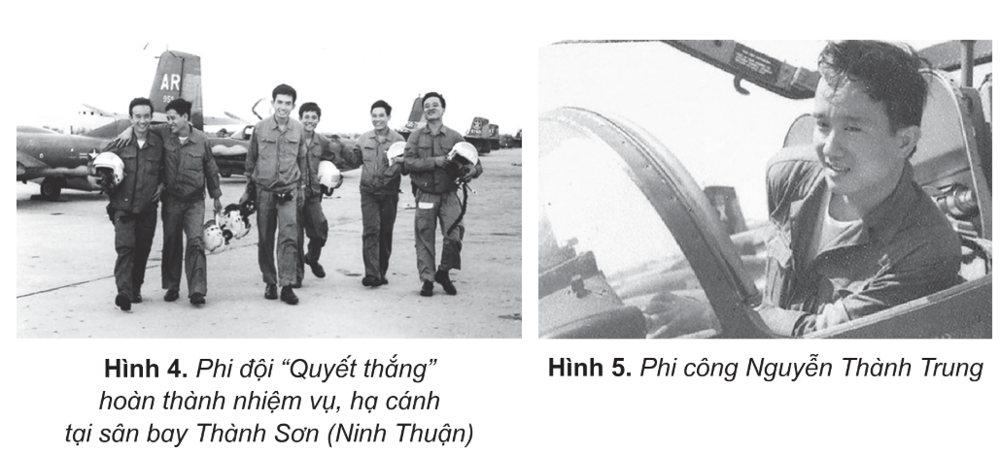 AR
Hình 4. Phi đội “Quyết thắng”
hoàn thành nhiệm vụ, hạ cánh
tại sân bay Thành Sơn (Ninh Thuận)
Hình 5. Phi công Nguyễn Thành Trung